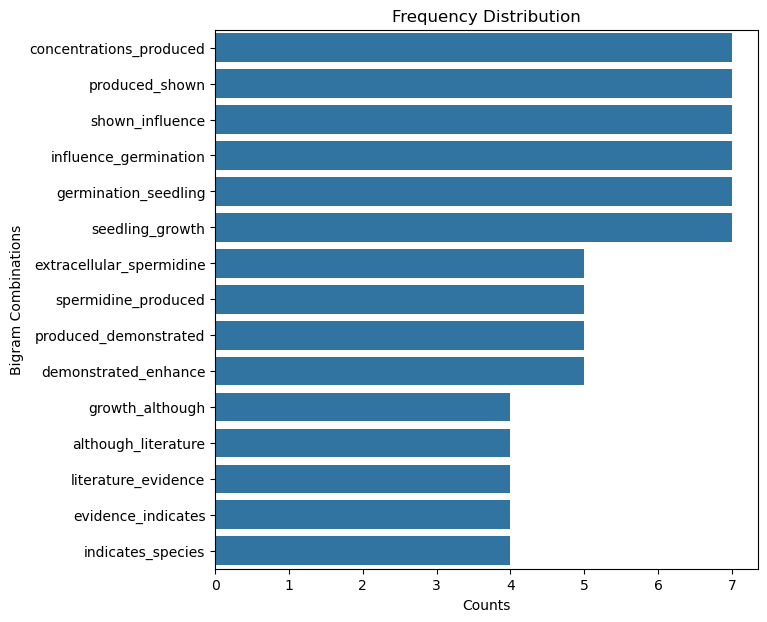 Frequency Distribution
concentrations_produced
produced_shown
shown_influence
influence_germination
germination_seedling
seedling_growth
extracellular_spermidine
spermidine_produced
produced_demonstrated
demonstrated_enhance
growth_although
although_literature
literature_evidence
evidence_indicates
indicates_species
Bigram Combinations
0 1 2 3 4 5 6 7
Counts